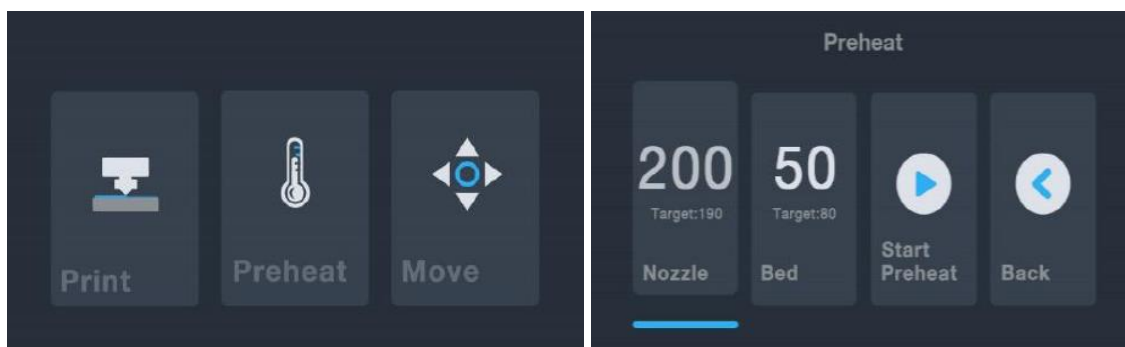 Print
Preheat
Move
Preheat
200
Target:190
Nozzle
50
Target:80
Bed
Start
Preheat
Back